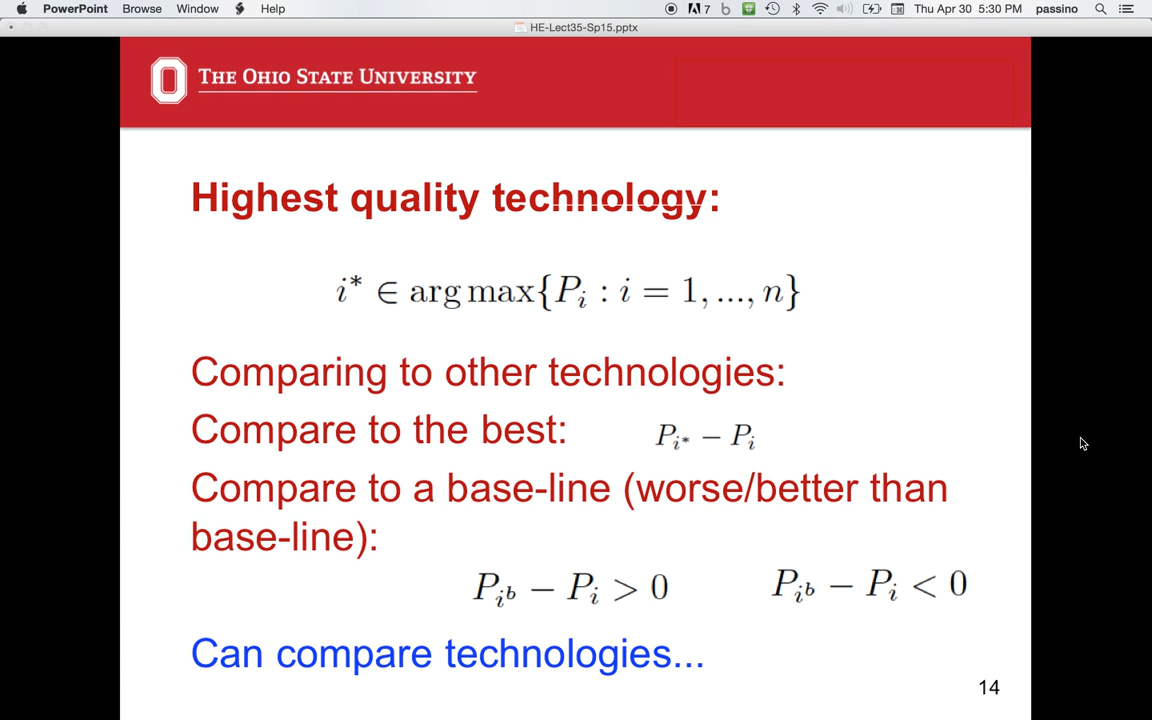 PowerPoint Browse Window Help 7 Thu Apr 30 5:30 PM passino
HE-Lect35-Sp15.pptx
THE OHIO STATE UNIVERSITY
Highest quality technology:
i* ∈ arg max{P_i : i = 1, ..., n}
Comparing to other technologies:
Compare to the best: P_{i*} − P_i
Compare to a base-line (worse/better than
base-line):
P_{i^b} − P_i > 0 P_{i^b} − P_i < 0
Can compare technologies...
14